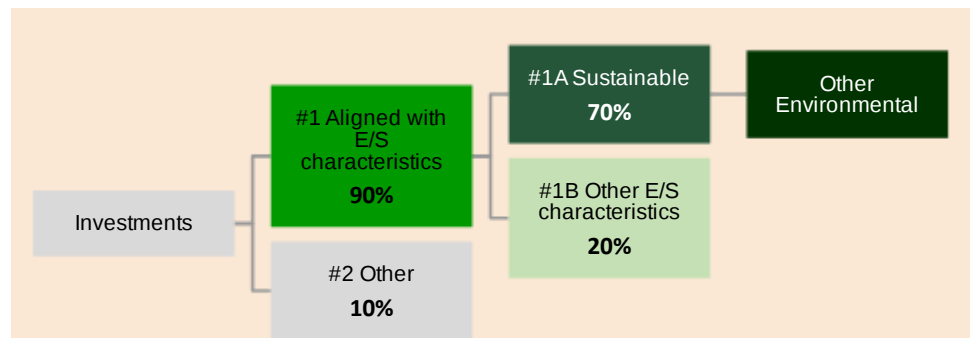 Investments
#1 Aligned with
E/S
characteristics
90%
#2 Other
10%
#1A Sustainable
70%
#1B Other E/S
characteristics
20%
Other
Environmental